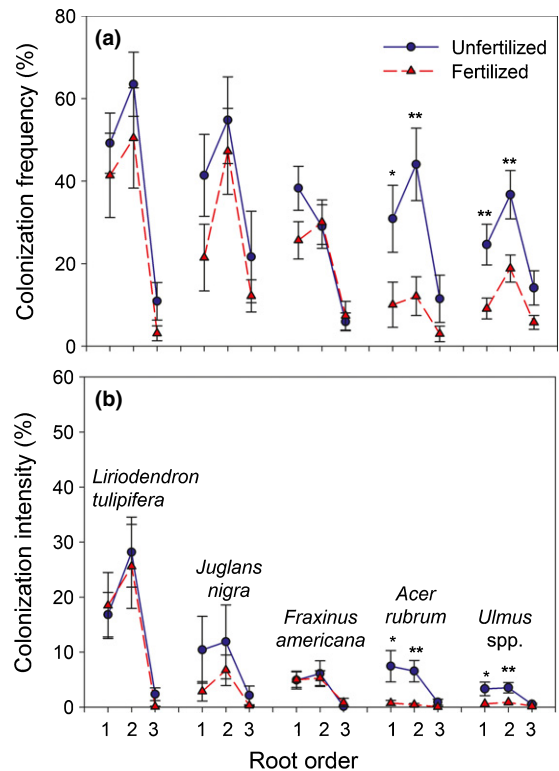 (a)
Unfertilized
Fertilized
Colonization frequency (%)
80
60
40
20
0
*
**
**
**
(b)
Colonization intensity (%)
60
50
40
30
20
10
0
Liriodendron
tulipifera
Juglans
nigra
Fraxinus
americana
Acer
rubrum
Ulmus
spp.
*
**
*
**
1 2 3 1 2 3 1 2 3 1 2 3 1 2 3
Root order